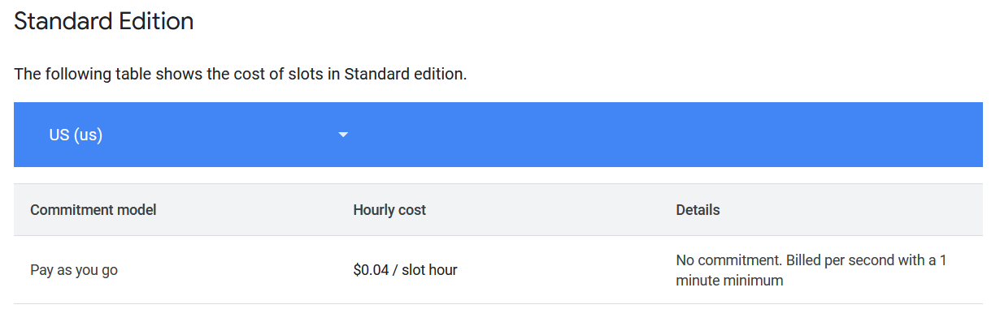 Standard Edition
The following table shows the cost of slots in Standard edition.
US (us)
Commitment model
Hourly cost
Details
Pay as you go
$0.04 / slot hour
No commitment. Billed per second with a 1
minute minimum